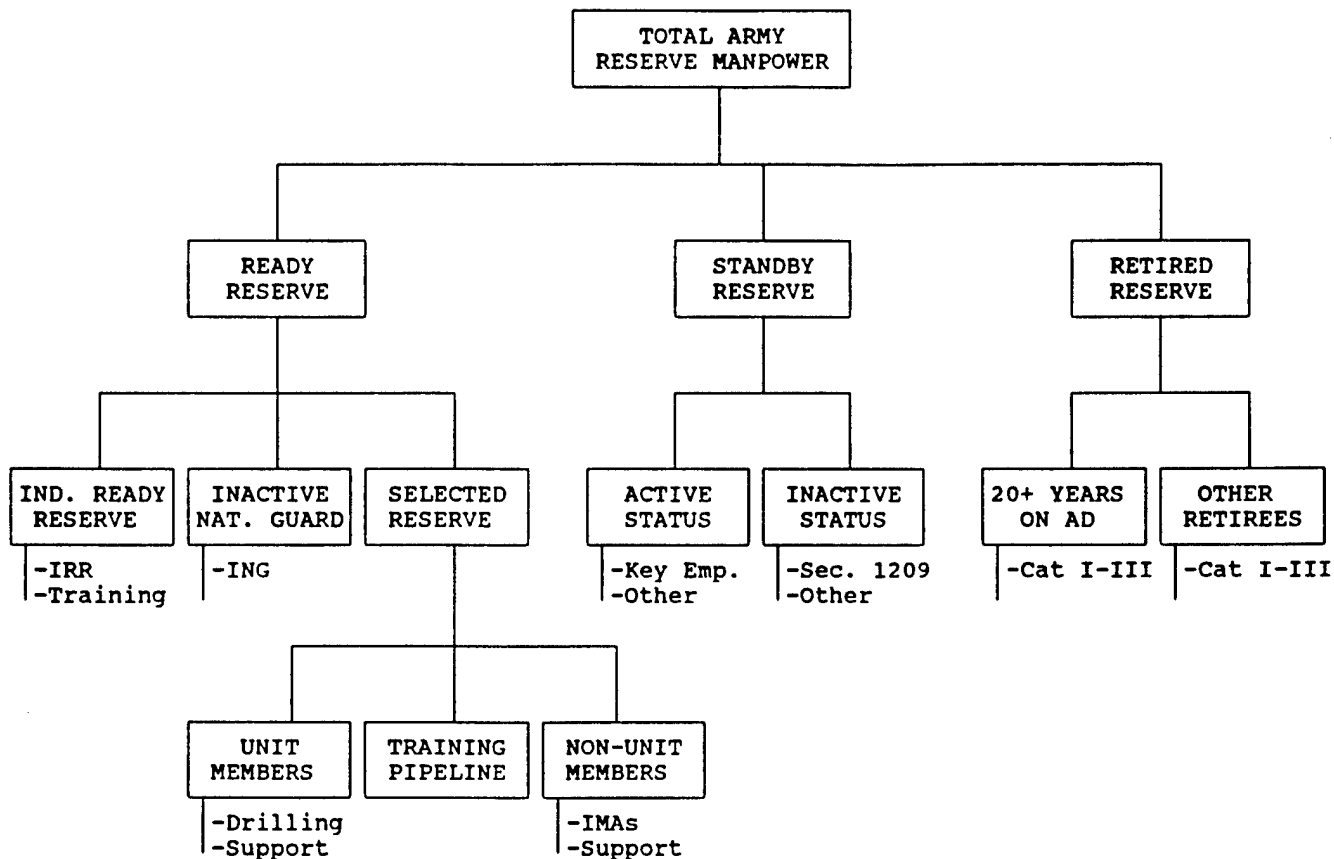 TOTAL ARMY
RESERVE MANPOWER
READY
RESERVE
STANDBY
RESERVE
RETIRED
RESERVE
IND. READY
RESERVE
-IRR
-Training
INACTIVE
NAT. GUARD
-ING
SELECTED
RESERVE
ACTIVE
STATUS
-Key Emp.
-Other
INACTIVE
STATUS
-Sec. 1209
-Other
20+ YEARS
ON AD
-Cat I-III
OTHER
RETIREES
-Cat I-III
UNIT
MEMBERS
-Drilling
-Support
TRAINING
PIPELINE
NON-UNIT
MEMBERS
-IMAs
-Support